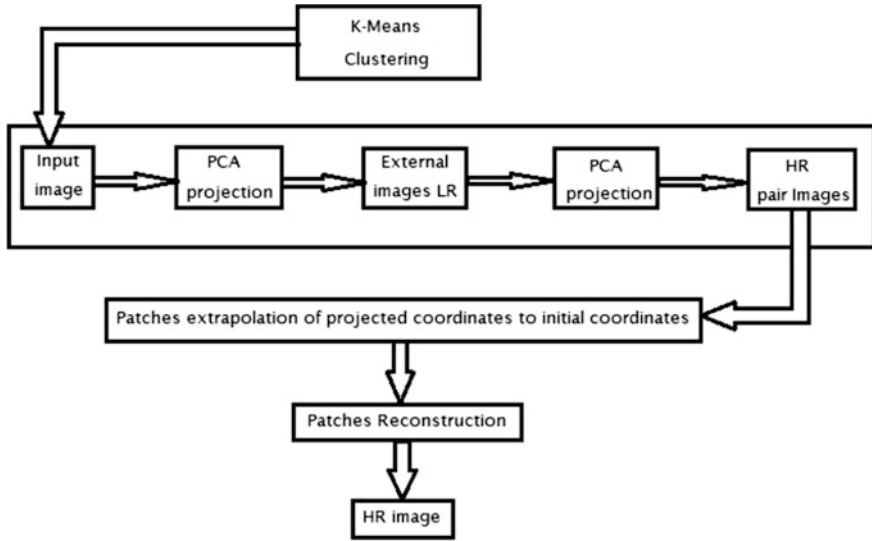 K-Means
Clustering
Input
image
PCA
projection
External
images LR
PCA
projection
HR
pair Images
Patches extrapolation of projected coordinates to initial coordinates
Patches Reconstruction
HR image